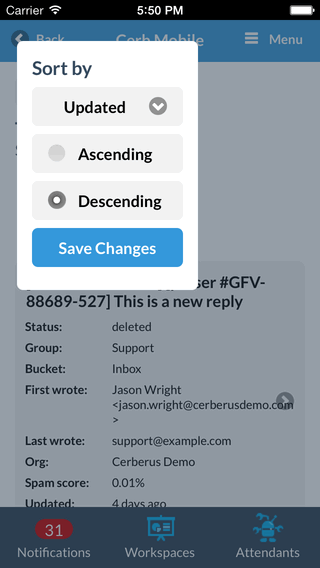 Carrier 5:50 PM
Back Cerb Mobile Menu
Sort by
Updated
Ascending
Descending
Save Changes
#GFV-
88689-527] This is a new reply
Status: deleted
Group: Support
Bucket: Inbox
First wrote: Jason Wright
<jason.wright@cerberusdemo.com
>
Last wrote: support@example.com
Org: Cerberus Demo
Spam score: 0.01%
Updated: 4 days ago
31
Notifications Workspaces Attendants